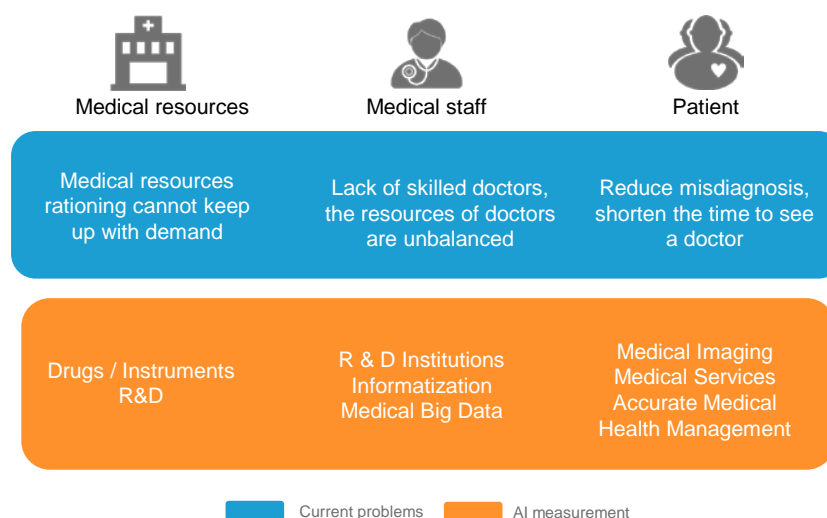 Medical resources
Medical staff
Patient
Medical resources
rationing cannot keep
up with demand
Lack of skilled doctors,
the resources of doctors
are unbalanced
Reduce misdiagnosis,
shorten the time to see
a doctor
Drugs / Instruments
R&D
R & D Institutions
Informatization
Medical Big Data
Medical Imaging
Medical Services
Accurate Medical
Health Management
Current problems
AI measurement